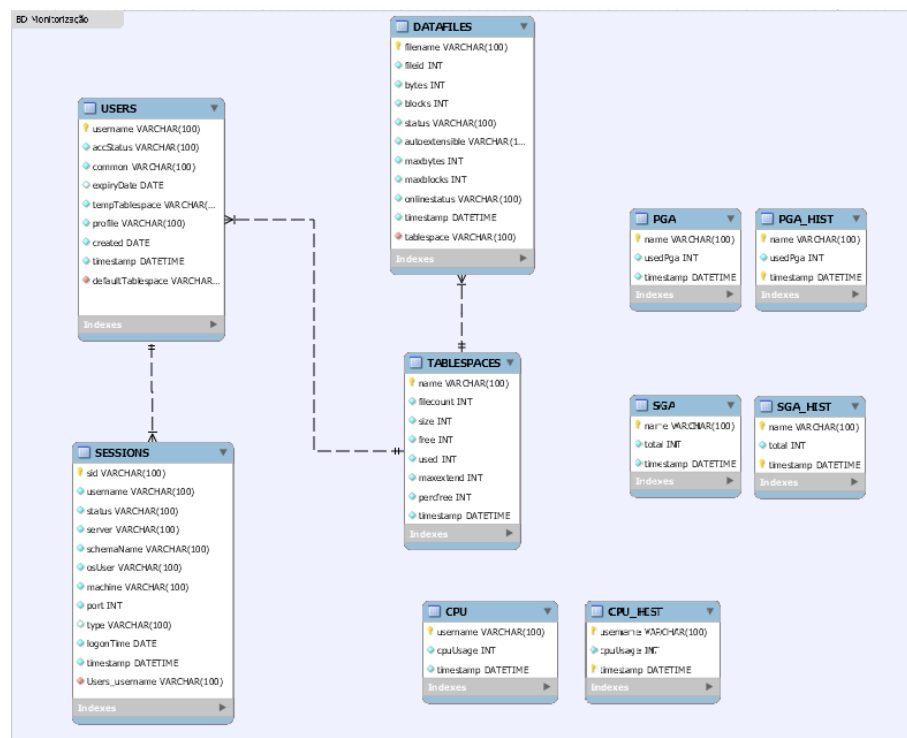 BD Monitorização
DATAFILES
filename VARCHAR(100)
fileid INT
bytes INT
blocks INT
status VARCHAR(100)
autoextensible VARCHAR(1...
maxbytes INT
maxblocks INT
onlinestatus VARCHAR(100)
timestamp DATETIME
tablespace VARCHAR(100)
Indexes
USERS
username VARCHAR(100)
accStatus VARCHAR(100)
common VARCHAR(100)
expiryDate DATE
tempTablespace VARCHAR(...
profile VARCHAR(100)
created DATE
timestamp DATETIME
defaultTablespace VARCHAR...
Indexes
PGA
name VARCHAR(100)
usedPga INT
timestamp DATETIME
Indexes
PGA_HIST
name VARCHAR(100)
usedPga INT
timestamp DATETIME
Indexes
TABLESPACES
name VARCHAR(100)
filecount INT
size INT
free INT
used INT
maxextend INT
percfree INT
timestamp DATETIME
Indexes
SGA
name VARCHAR(100)
total INT
timestamp DATETIME
Indexes
SGA_HIST
name VARCHAR(100)
total INT
timestamp DATETIME
Indexes
SESSIONS
sid VARCHAR(100)
username VARCHAR(100)
status VARCHAR(100)
server VARCHAR(100)
schemaName VARCHAR(100)
osUser VARCHAR(100)
machine VARCHAR(100)
port INT
type VARCHAR(100)
logonTime DATE
timestamp DATETIME
Users_username VARCHAR(100)
Indexes
CPU
username VARCHAR(100)
cpuUsage INT
timestamp DATETIME
Indexes
CPU_HIST
username VARCHAR(100)
cpuUsage INT
timestamp DATETIME
Indexes